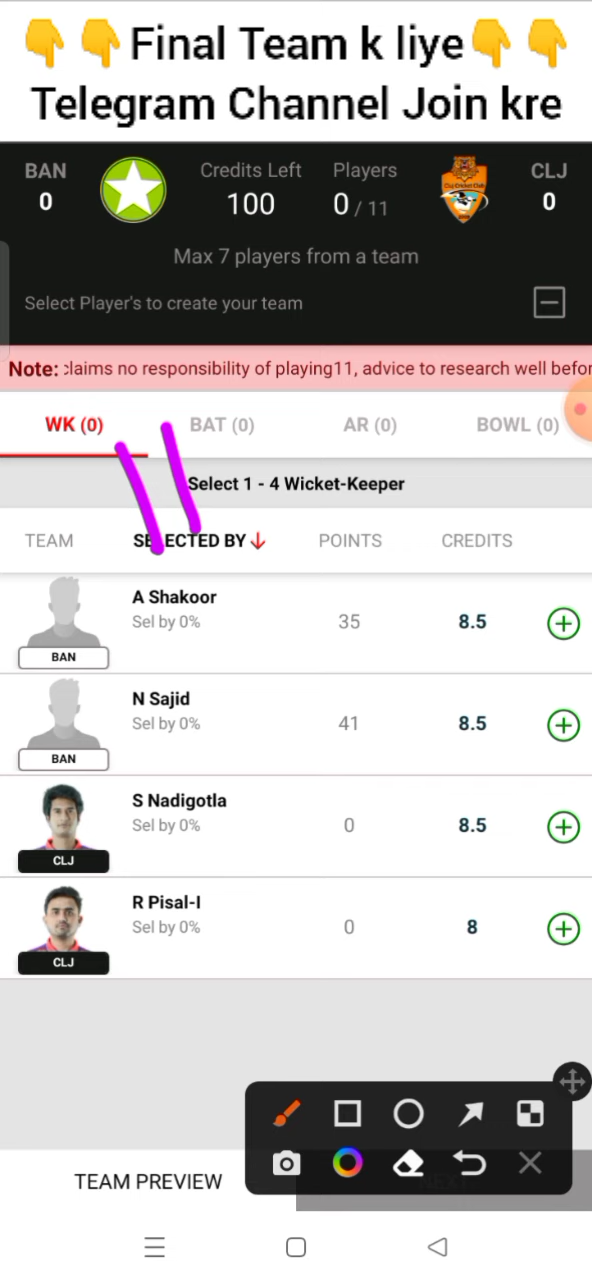 👇👇Final Team k liye👇👇
Telegram Channel Join kre
BAN Credits Left Players CLJ
0 100 0 / 11 0
Max 7 players from a team
Select Player's to create your team
Note: :laims no responsibility of playing11, advice to research well befor
WK (0) BAT (0) AR (0) BOWL (0)
Select 1 - 4 Wicket-Keeper
TEAM SELECTED BY POINTS CREDITS
A Shakoor
Sel by 0% 35 8.5
BAN
N Sajid
Sel by 0% 41 8.5
BAN
S Nadigotla
Sel by 0% 0 8.5
CLJ
R Pisal-I
Sel by 0% 0 8
CLJ
TEAM PREVIEW